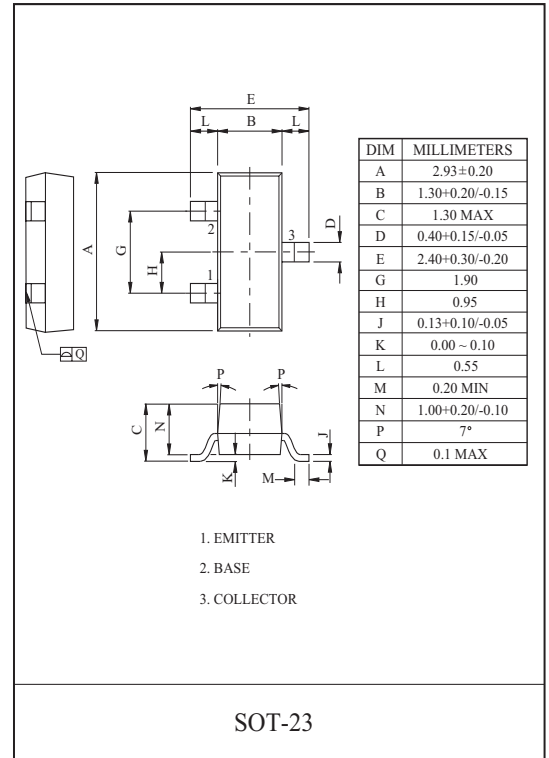 E
L B L
A
G
H
2
1
3
D
Q
P P
C
N
K
M
J
DIM MILLIMETERS
A 2.93±0.20
B 1.30+0.20/-0.15
C 1.30 MAX
D 0.40+0.15/-0.05
E 2.40+0.30/-0.20
G 1.90
H 0.95
J 0.13+0.10/-0.05
K 0.00 ~ 0.10
L 0.55
M 0.20 MIN
N 1.00+0.20/-0.10
P 7°
Q 0.1 MAX
1. EMITTER
2. BASE
3. COLLECTOR
SOT-23